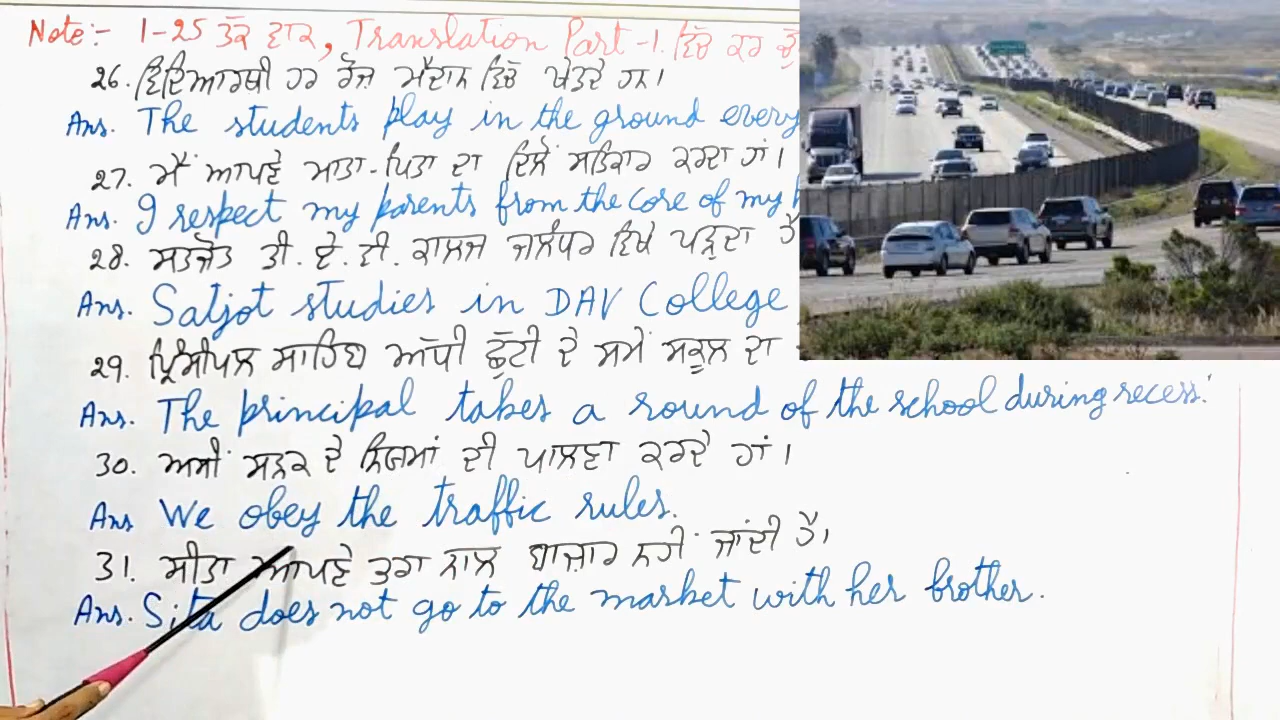 Note:- 1-25 ਤੱਕ ਵਾਕ, Translation Part-1. ਵਿੱਚ ਕਰ
26. ਵਿਦਿਆਰਥੀ ਹਰ ਰੋਜ਼ ਮੈਦਾਨ ਵਿੱਚ ਖੇਡਦੇ ਹਨ।
Ans. The students play in the ground every
27. ਮੈਂ ਆਪਣੇ ਮਾਤਾ-ਪਿਤਾ ਦਾ ਦਿਲੋਂ ਸਤਿਕਾਰ ਕਰਦਾ ਹਾਂ।
Ans. I respect my parents from the core of my
28. ਸਤਜੋਤ ਡੀ.ਏ.ਵੀ. ਕਾਲਜ ਜਲੰਧਰ ਵਿਖੇ ਪੜ੍ਹਦਾ ਹੈ
Ans. Satjot studies in DAV College
29. ਪ੍ਰਿੰਸੀਪਲ ਸਾਹਿਬ ਅੱਧੀ ਛੁੱਟੀ ਦੇ ਸਮੇਂ ਸਕੂਲ ਦਾ
Ans. The principal takes a round of the school during recess.
30. ਅਸੀਂ ਸੜਕ ਦੇ ਨਿਯਮਾਂ ਦੀ ਪਾਲਣਾ ਕਰਦੇ ਹਾਂ।
Ans We obey the traffic rules.
31. ਸੀਤਾ ਆਪਣੇ ਭਰਾ ਨਾਲ ਬਾਜ਼ਾਰ ਨਹੀਂ ਜਾਂਦੀ ਹੈ।
Ans. Sita does not go to the market with her brother.